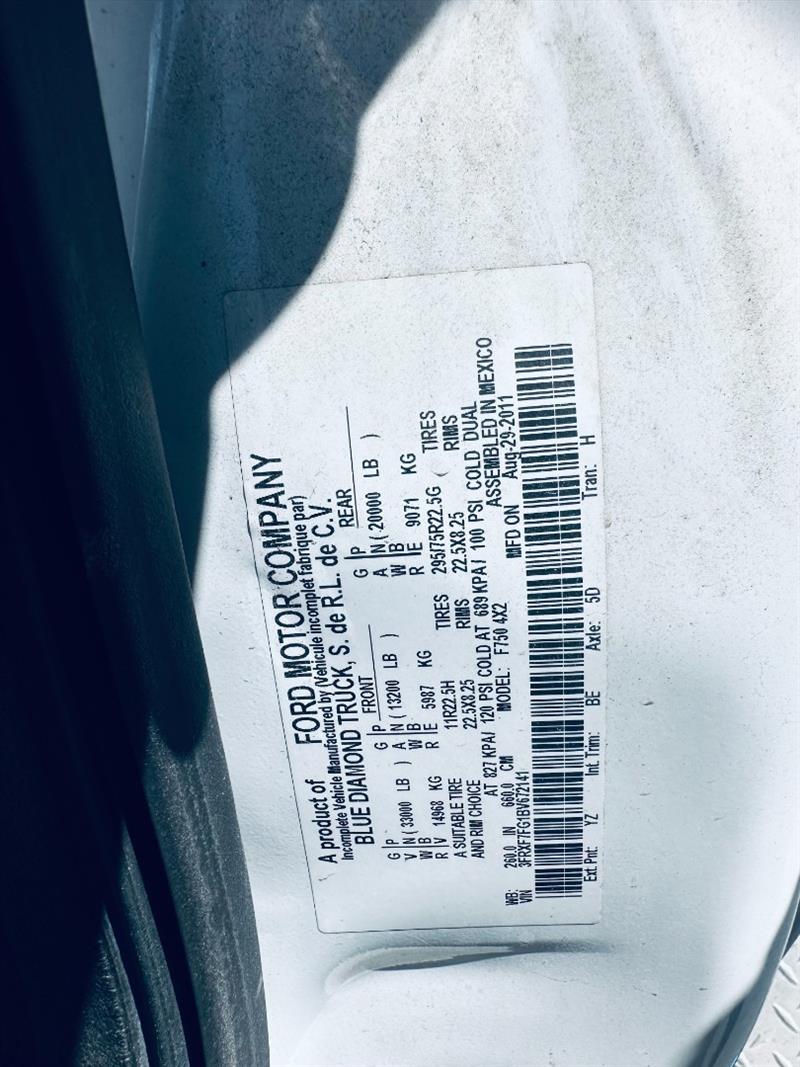 A product of FORD MOTOR COMPANY
Incomplete Vehicle Manufactured by (Véhicule incomplet fabrique par)
BLUE DIAMOND TRUCK, S. de R.L. de C.V.
FRONT REAR
G P G P G P
V N ( 33000 LB ) A N ( 13200 LB ) A N ( 20000 LB )
W B W B W B
R V 14968 KG R E 5987 KG R E 9071 KG
A SUITABLE TIRE 11R22.5H TIRES 295/75R22.5G TIRES
AND RIM CHOICE 22.5X8.25 RIMS 22.5X8.25 RIMS
AT 827 KPA/ 120 PSI COLD AT 689 KPA/ 100 PSI COLD DUAL
WB: 260.0 IN 660.0 CM MODEL: F750 4X2 ASSEMBLED IN MEXICO
VIN 3FRXF7FG1BV672141 MFD ON Aug-29-2011
Ext. Pnt: YZ Int. Trim: BE Axle: 5D Tran: H